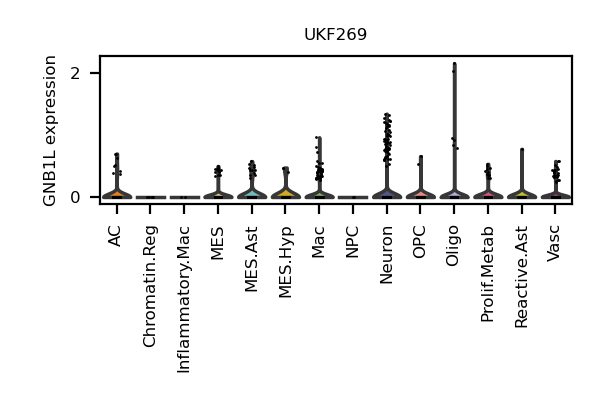 UKF269
GNB1L expression
2
0
AC
Chromatin.Reg
Inflammatory.Mac
MES
MES.Ast
MES.Hyp
Mac
NPC
Neuron
OPC
Oligo
Prolif.Metab
Reactive.Ast
Vasc